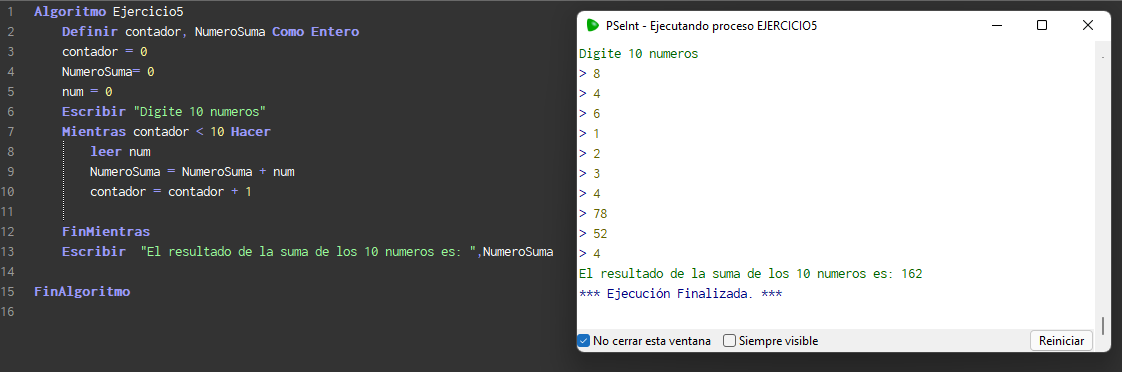 1 Algoritmo Ejercicio5
2 Definir contador, NumeroSuma Como Entero
3 contador = 0
4 NumeroSuma= 0
5 num = 0
6 Escribir "Digite 10 numeros"
7 Mientras contador < 10 Hacer
8 leer num
9 NumeroSuma = NumeroSuma + num
10 contador = contador + 1
11
12 FinMientras
13 Escribir "El resultado de la suma de los 10 numeros es: ",NumeroSuma
14
15 FinAlgoritmo
16
PSeInt - Ejecutando proceso EJERCICIO5
Digite 10 numeros
> 8
> 4
> 6
> 1
> 2
> 3
> 4
> 78
> 52
> 4
El resultado de la suma de los 10 numeros es: 162
*** Ejecución Finalizada. ***
No cerrar esta ventana Siempre visible Reiniciar